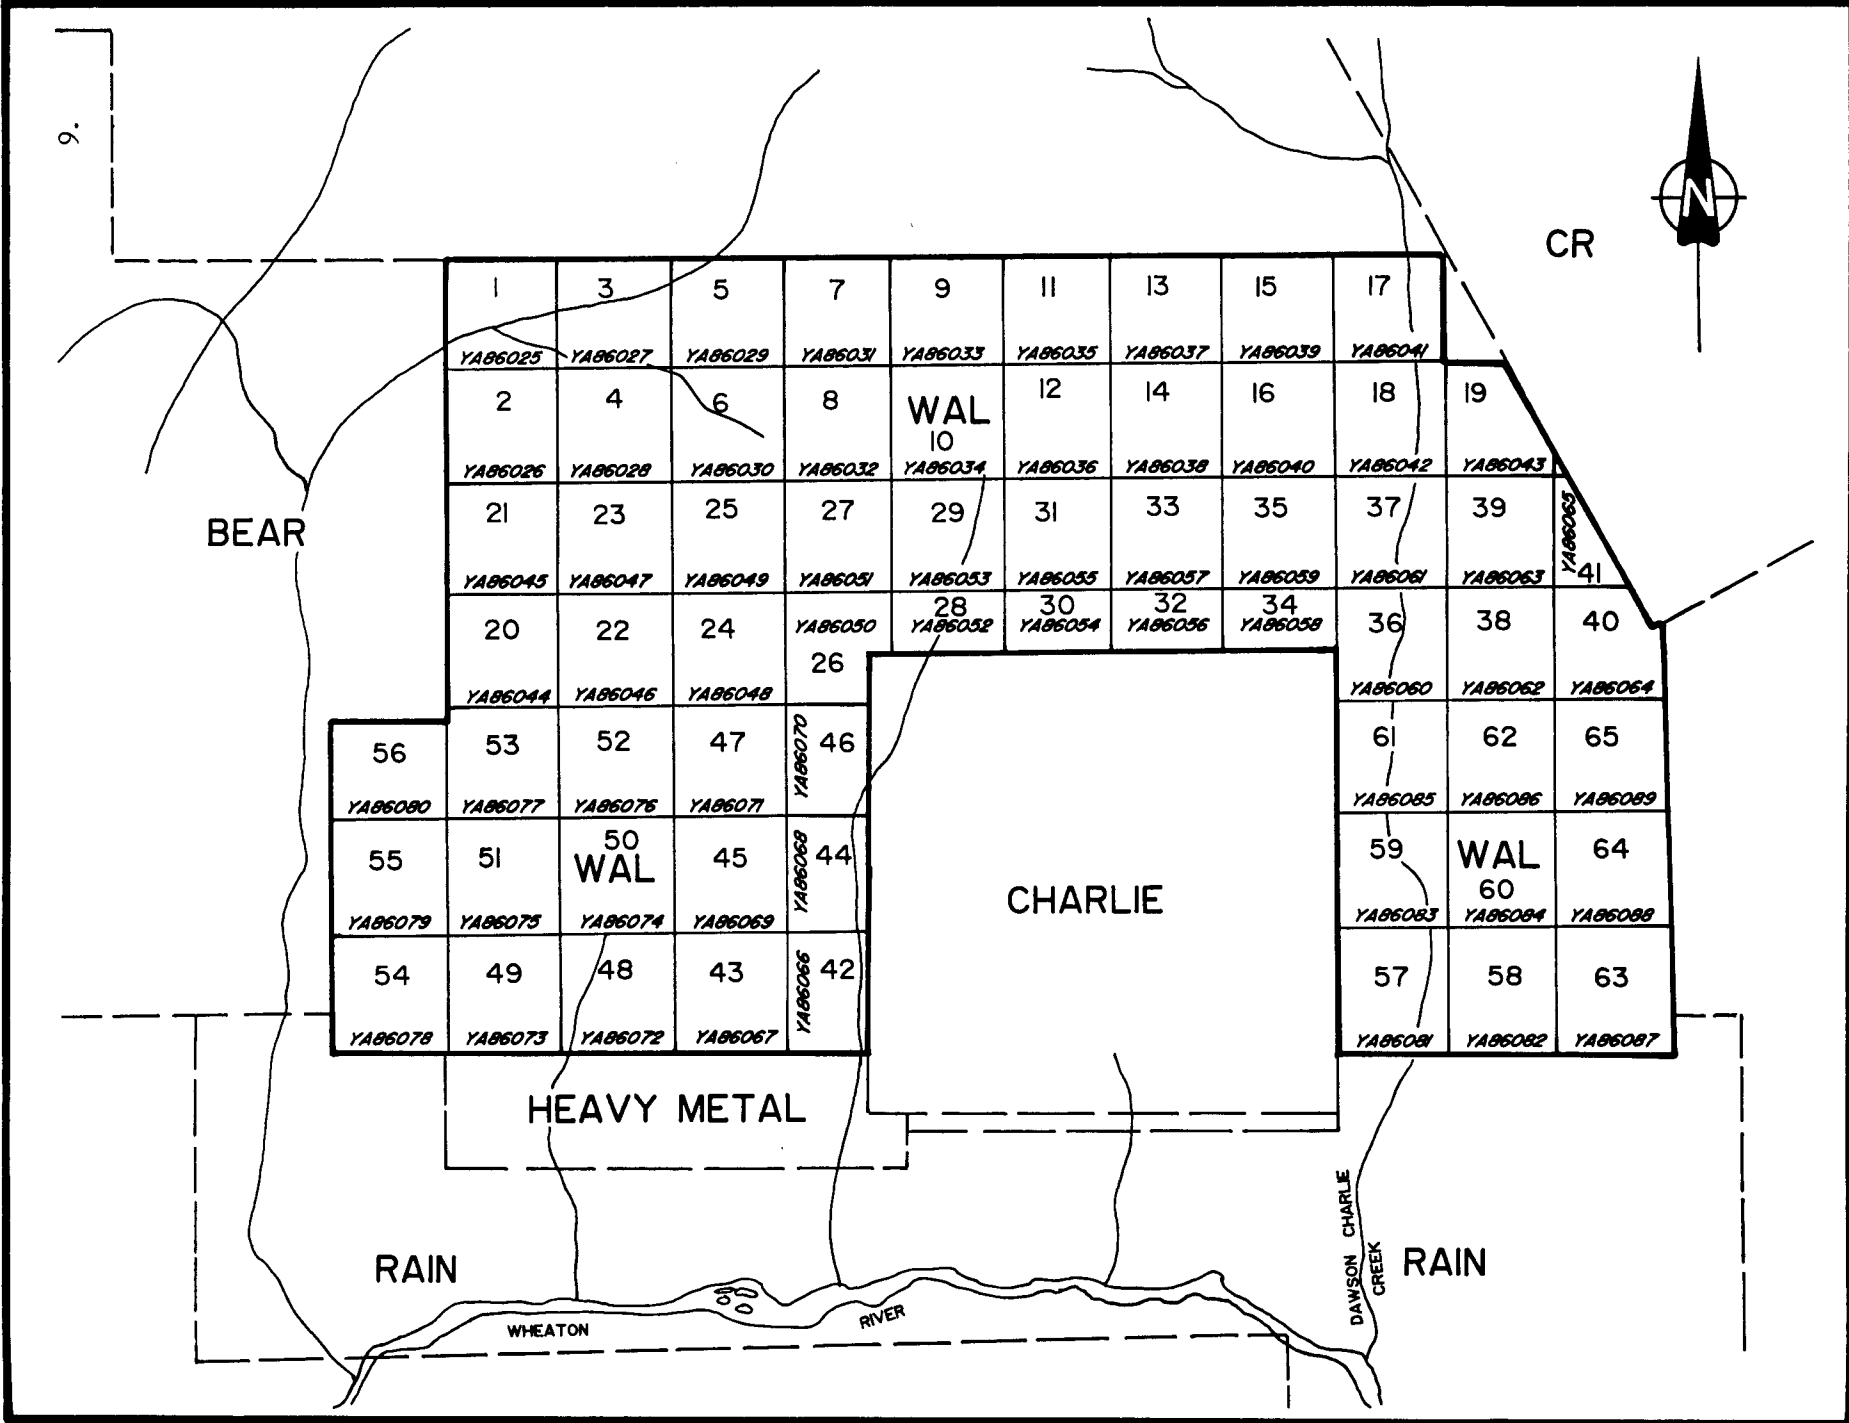 9.
N
CR
1 3 5 7 9 11 13 15 17
YA86025 YA86027 YA86029 YA86031 YA86033 YA86035 YA86037 YA86039 YA86041
2 4 6 8 WAL 12 14 16 18 19
10
YA86026 YA86028 YA86030 YA86032 YA86034 YA86036 YA86038 YA86040 YA86042 YA86043
BEAR
21 23 25 27 29 31 33 35 37 39 YA86065
YA86045 YA86047 YA86049 YA86051 YA86053 YA86055 YA86057 YA86059 YA86061 YA86063 41
28 30 32 34
20 22 24 YA86050 YA86052 YA86054 YA86056 YA86058 36 38 40
26
YA86044 YA86046 YA86048 YA86060 YA86062 YA86064
56 53 52 47 YA86070 46 61 62 65
YA86080 YA86077 YA86076 YA86071 YA86085 YA86086 YA86089
50
55 51 WAL 45 YA86068 44 59 WAL 64
60
YA86079 YA86075 YA86074 YA86069 YA86083 YA86084 YA86088
CHARLIE
54 49 48 43 YA86066 42 57 58 63
YA86078 YA86073 YA86072 YA86067 YA86081 YA86082 YA86087
HEAVY METAL
RAIN
DAWSON CHARLIE
CREEK
RAIN
WHEATON
RIVER